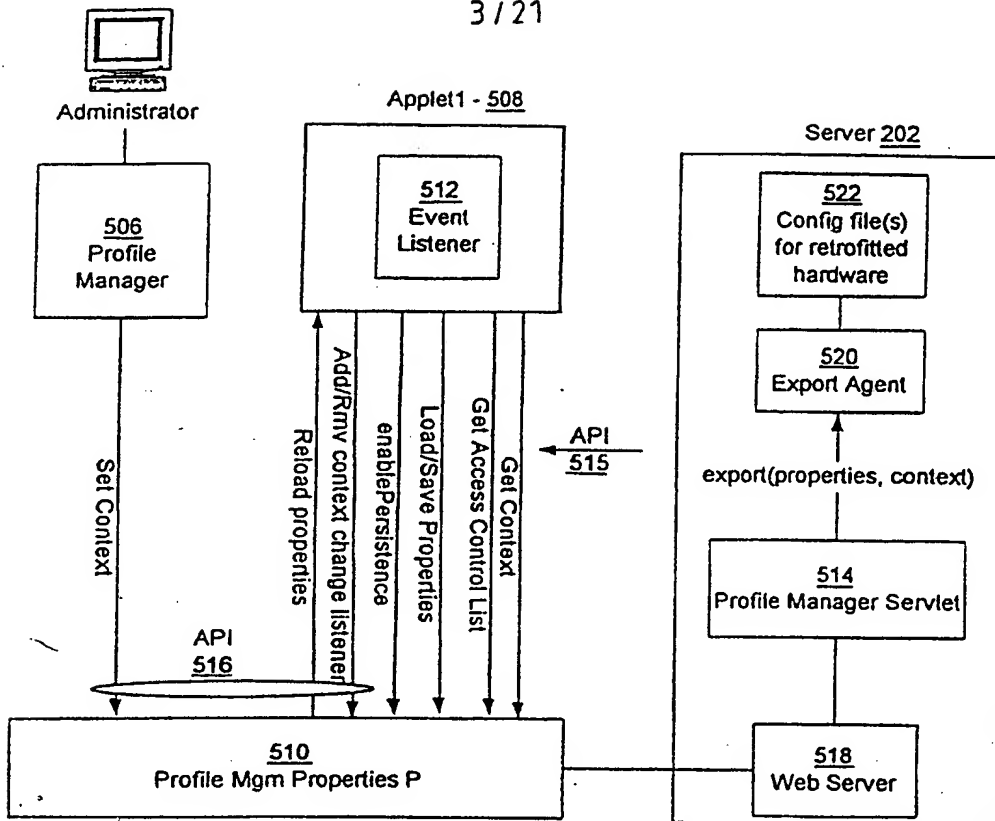 3/21
Administrator
Applet1 - 508
Server 202
506
Profile
Manager
512
Event
Listener
522
Config file(s)
for retrofitted
hardware
520
Export Agent
Set Context
Reload properties
Add/Rmv context change listener
enablePersistence
Load/Save Properties
Get Access Control List
Get Context
API
515
export(properties, context)
514
Profile Manager Servlet
API
516
510
Profile Mgm Properties P
518
Web Server